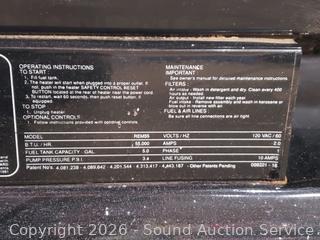 OPERATING INSTRUCTIONS
TO START:
1. Fill fuel tank.
2. The heater will start when plugged into a proper outlet. If
not, push in the heater SAFETY CONTROL RESET
BUTTON located at the rear of heater near the power cord.
3. To restart, wait 60 seconds, then push in reset button (if
equipped).
TO STOP
1. Unplug heater
OPTIONAL CONTROLS:
1. Follow instructions provided with any optional controls.
MAINTENANCE
IMPORTANT
See owner's manual for detailed maintenance instructions.
FILTERS
Air intake - Wash in detergent and dry. Clean every 400
hours as needed.
Air output - Install new filter each year.
Fuel - Remove assembly and wash in kerosene or
blow out in reverse with air.
FUEL & AIR LINES
Be sure all air line connections are tight.
MODEL REM55 VOLTS / HZ 120 VAC / 60
B.T.U. / HR. 55,000 AMPS 2.0
FUEL TANK CAPACITY - GAL. 5.0 PHASE 1
PUMP PRESSURE P.S.I. 3.4 LINE FUSING 10 AMPS
Patent No's. 4,081,238 - 4,089,642 4,201,544 4,313,417 - 4,443,187 - Other Patents Pending
Copyright 2026 - Sound Auction Service -